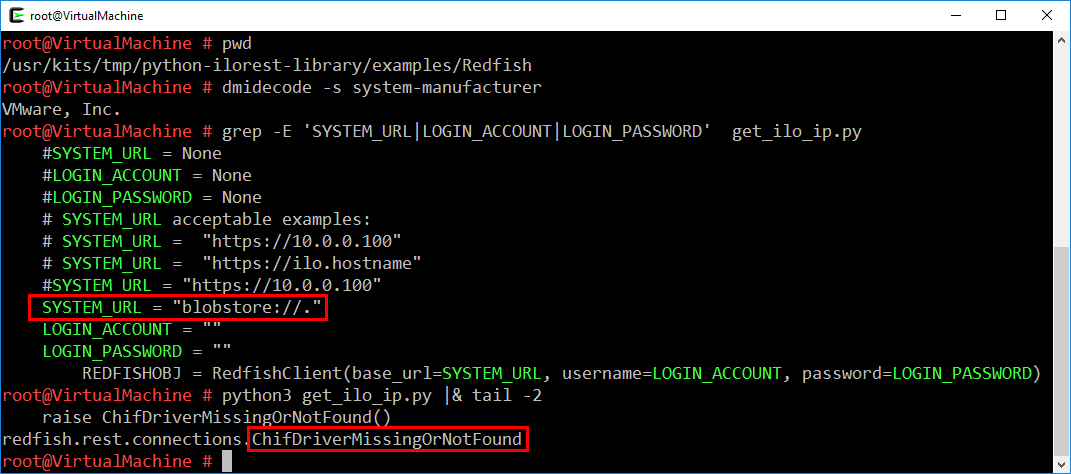 root@VirtualMachine
root@VirtualMachine # pwd
/usr/kits/tmp/python-ilorest-library/examples/Redfish
root@VirtualMachine # dmidecode -s system-manufacturer
VMware, Inc.
root@VirtualMachine # grep -E 'SYSTEM_URL|LOGIN_ACCOUNT|LOGIN_PASSWORD'  get_ilo_ip.py
    #SYSTEM_URL = None
    #LOGIN_ACCOUNT = None
    #LOGIN_PASSWORD = None
    # SYSTEM_URL acceptable examples:
    # SYSTEM_URL =  "https://10.0.0.100"
    # SYSTEM_URL =  "https://ilo.hostname"
    #SYSTEM_URL = "https://10.0.0.100"
    SYSTEM_URL = "blobstore://."
    LOGIN_ACCOUNT = ""
    LOGIN_PASSWORD = ""
        REDFISHOBJ = RedfishClient(base_url=SYSTEM_URL, username=LOGIN_ACCOUNT, password=LOGIN_PASSWORD)
root@VirtualMachine # python3 get_ilo_ip.py |& tail -2
    raise ChifDriverMissingOrNotFound()
redfish.rest.connections.ChifDriverMissingOrNotFound
root@VirtualMachine #